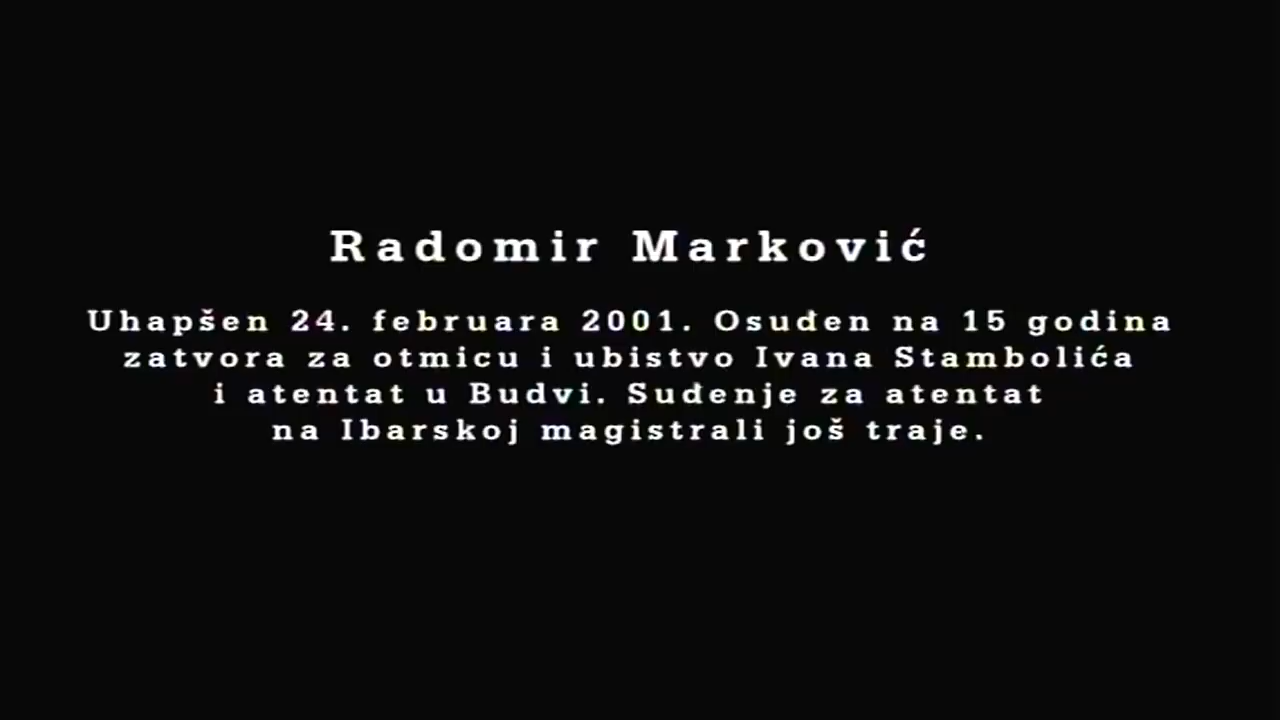 Radomir Marković
Uhapšen 24. februara 2001. Osuđen na 15 godina
zatvora za otmicu i ubistvo Ivana Stambolića
i atentat u Budvi. Suđenje za atentat
na Ibarskoj magistrali još traje.